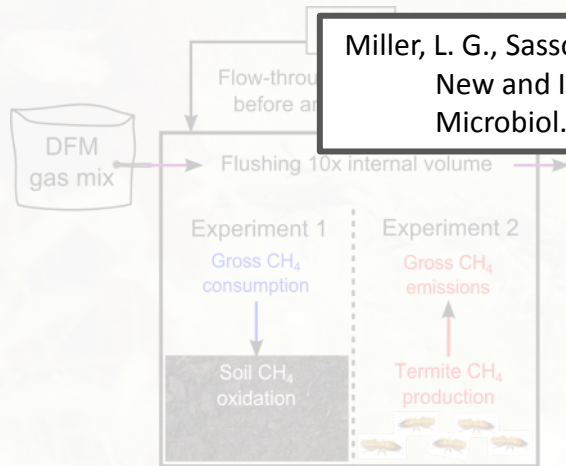 Miller, L. G., Sasso
New and I
Microbiol.
Flow-throu
before an
DFM
gas mix
Flushing 10x internal volume
Experiment 1
Gross CH₄
consumption
Soil CH₄
oxidation
Experiment 2
Gross CH₄
emissions
Termite CH₄
production